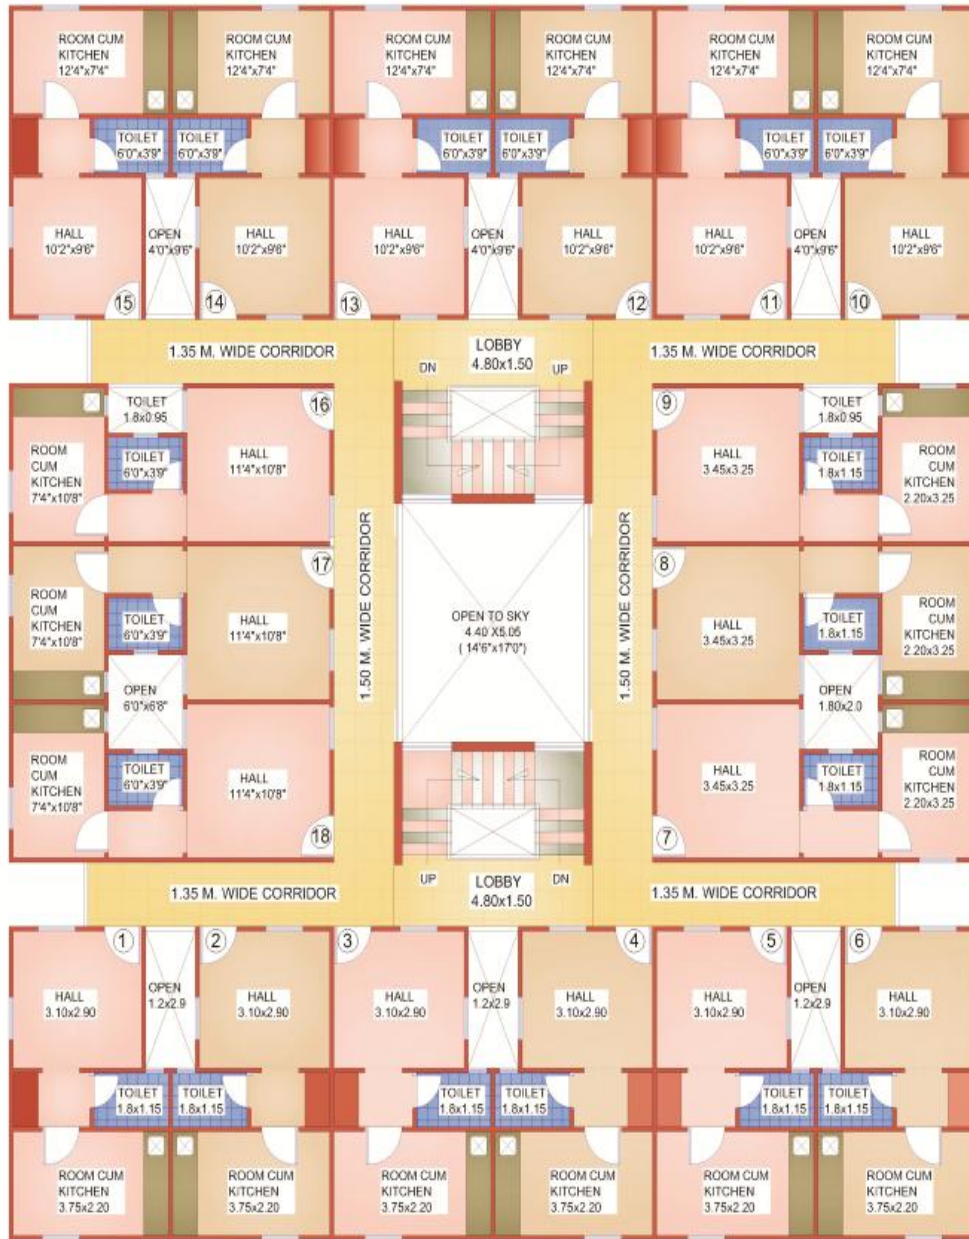 ROOM CUM
KITCHEN
12'4"x7'4"
ROOM CUM
KITCHEN
12'4"x7'4"
ROOM CUM
KITCHEN
12'4"x7'4"
ROOM CUM
KITCHEN
12'4"x7'4"
ROOM CUM
KITCHEN
12'4"x7'4"
ROOM CUM
KITCHEN
12'4"x7'4"
TOILET
6'0"x3'9"
TOILET
6'0"x3'9"
TOILET
6'0"x3'9"
TOILET
6'0"x3'9"
TOILET
6'0"x3'9"
TOILET
6'0"x3'9"
HALL
10'2"x9'6"
OPEN
4'0"x9'6"
HALL
10'2"x9'6"
HALL
10'2"x9'6"
OPEN
4'0"x9'6"
HALL
10'2"x9'6"
HALL
10'2"x9'6"
OPEN
4'0"x9'6"
HALL
10'2"x9'6"
15
14
13
12
11
10
1.35 M. WIDE CORRIDOR
LOBBY
4.80x1.50
1.35 M. WIDE CORRIDOR
DN
UP
TOILET
1.8x0.95
16
9
TOILET
1.8x0.95
ROOM
CUM
KITCHEN
7'4"x10'8"
TOILET
6'0"x3'9"
HALL
11'4"x10'8"
HALL
3.45x3.25
TOILET
1.8x1.15
ROOM
CUM
KITCHEN
2.20x3.25
1.50 M. WIDE CORRIDOR
1.50 M. WIDE CORRIDOR
17
8
ROOM
CUM
KITCHEN
7'4"x10'8"
TOILET
6'0"x3'9"
HALL
11'4"x10'8"
OPEN TO SKY
4.40 X5.05
( 14'6"x17'0")
HALL
3.45x3.25
TOILET
1.8x1.15
ROOM
CUM
KITCHEN
2.20x3.25
OPEN
6'0"x6'8"
OPEN
1.80x2.0
ROOM
CUM
KITCHEN
7'4"x10'8"
TOILET
6'0"x3'9"
HALL
11'4"x10'8"
HALL
3.45x3.25
TOILET
1.8x1.15
ROOM
CUM
KITCHEN
2.20x3.25
18
7
UP
DN
1.35 M. WIDE CORRIDOR
LOBBY
4.80x1.50
1.35 M. WIDE CORRIDOR
1
2
3
4
5
6
HALL
3.10x2.90
OPEN
1.2x2.9
HALL
3.10x2.90
HALL
3.10x2.90
OPEN
1.2x2.9
HALL
3.10x2.90
HALL
3.10x2.90
OPEN
1.2x2.9
HALL
3.10x2.90
TOILET
1.8x1.15
TOILET
1.8x1.15
TOILET
1.8x1.15
TOILET
1.8x1.15
TOILET
1.8x1.15
TOILET
1.8x1.15
ROOM CUM
KITCHEN
3.75x2.20
ROOM CUM
KITCHEN
3.75x2.20
ROOM CUM
KITCHEN
3.75x2.20
ROOM CUM
KITCHEN
3.75x2.20
ROOM CUM
KITCHEN
3.75x2.20
ROOM CUM
KITCHEN
3.75x2.20